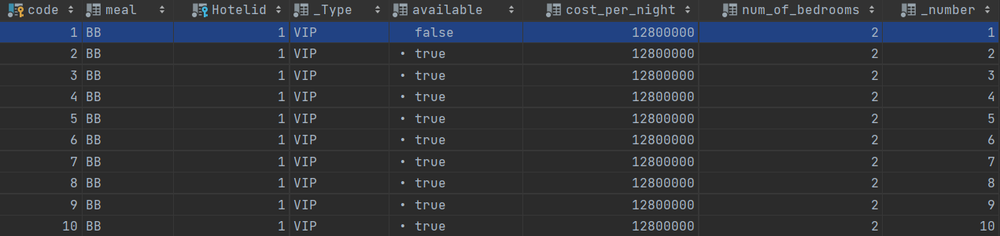 code meal Hotelid _Type available cost_per_night num_of_bedrooms _number
1 BB 1 VIP false 12800000 2 1
2 BB 1 VIP • true 12800000 2 2
3 BB 1 VIP • true 12800000 2 3
4 BB 1 VIP • true 12800000 2 4
5 BB 1 VIP • true 12800000 2 5
6 BB 1 VIP • true 12800000 2 6
7 BB 1 VIP • true 12800000 2 7
8 BB 1 VIP • true 12800000 2 8
9 BB 1 VIP • true 12800000 2 9
10 BB 1 VIP • true 12800000 2 10